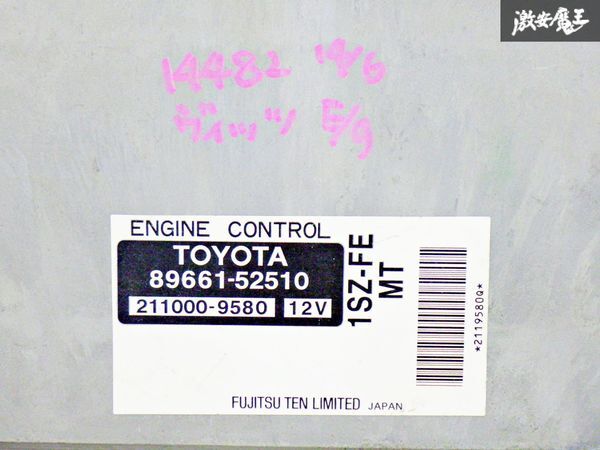 激安魔王
14482 14/6
ヴィッツ E/g
ENGINE CONTROL
TOYOTA
89661-52510
211000-9580 12V
1SZ-FE
MT
*2119580Q*
FUJITSU TEN LIMITED JAPAN